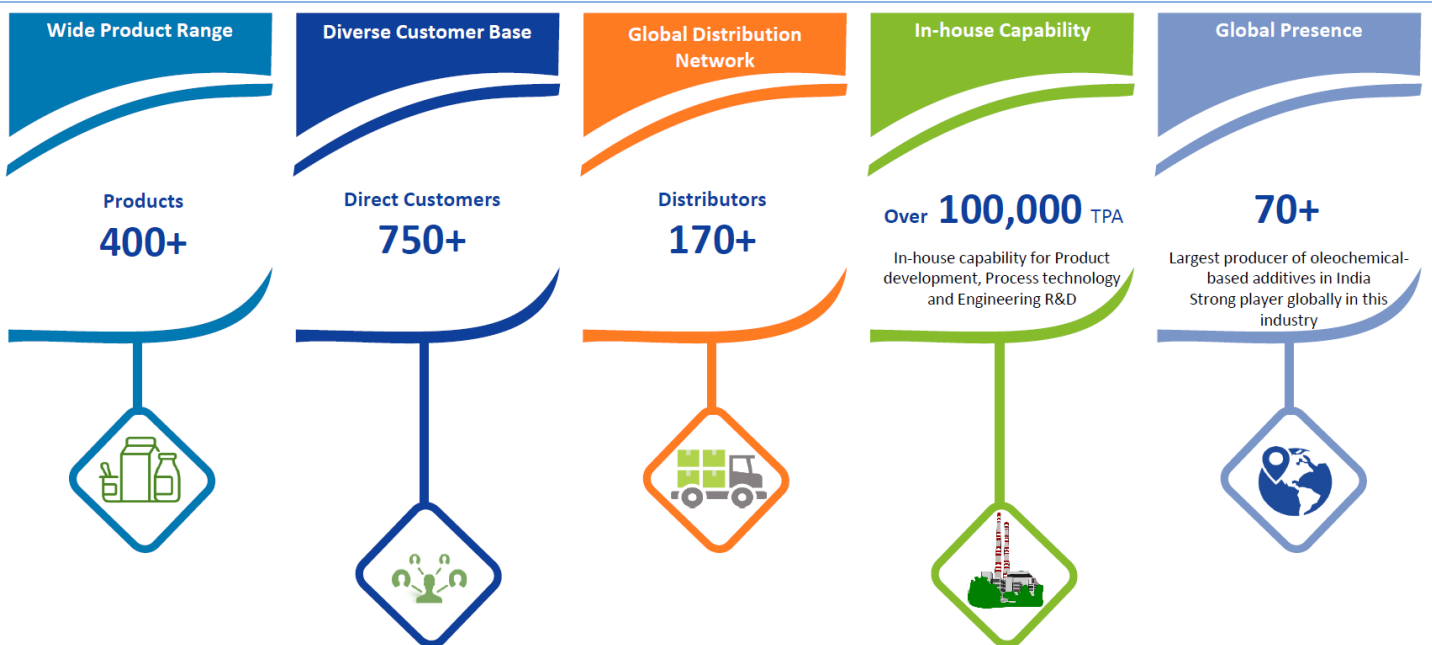 Wide Product Range
Products
400+
Diverse Customer Base
Direct Customers
750+
Global Distribution
Network
Distributors
170+
In-house Capability
Over 100,000 TPA
In-house capability for Product
development, Process technology
and Engineering R&D
Global Presence
70+
Largest producer of oleochemical-
based additives in India
Strong player globally in this
industry